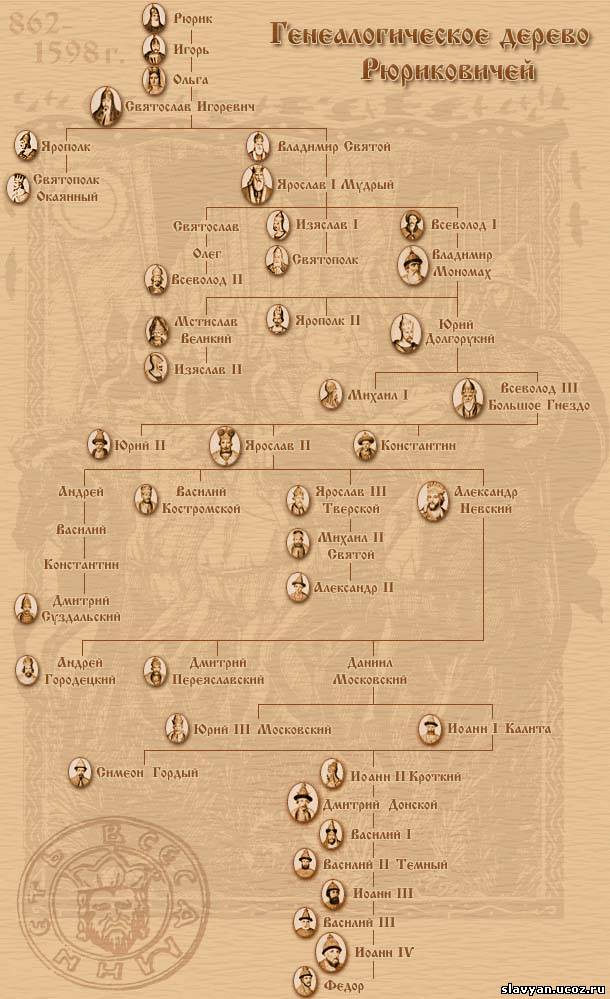 862-
1598 г.
Генеалогическое дерево
Рюриковичей
Рюрик
Игорь
Ольга
Святослав Игоревич
Ярополк
Владимир Святой
Святополк
Окаянный
Ярослав I Мудрый
Святослав
Изяслав I
Всеволод I
Олег
Святополк
Владимир
Мономах
Всеволод II
Мстислав
Великий
Ярополк II
Юрий
Долгорукий
Изяслав II
Михаил I
Всеволод III
Большое Гнездо
Юрий II
Ярослав II
Константин
Андрей
Василий
Костромской
Ярослав III
Тверской
Александр
Невский
Василий
Михаил II
Святой
Константин
Александр II
Дмитрий
Суздальский
Андрей
Городецкий
Дмитрий
Переяславский
Даниил
Московский
Юрий III Московский
Иоанн I Калита
Симеон Гордый
Иоанн II Кроткий
Дмитрий Донской
Василий I
Василий II Темный
Иоанн III
Василий III
Иоанн IV
Федор
slavyan.ucoz.ru